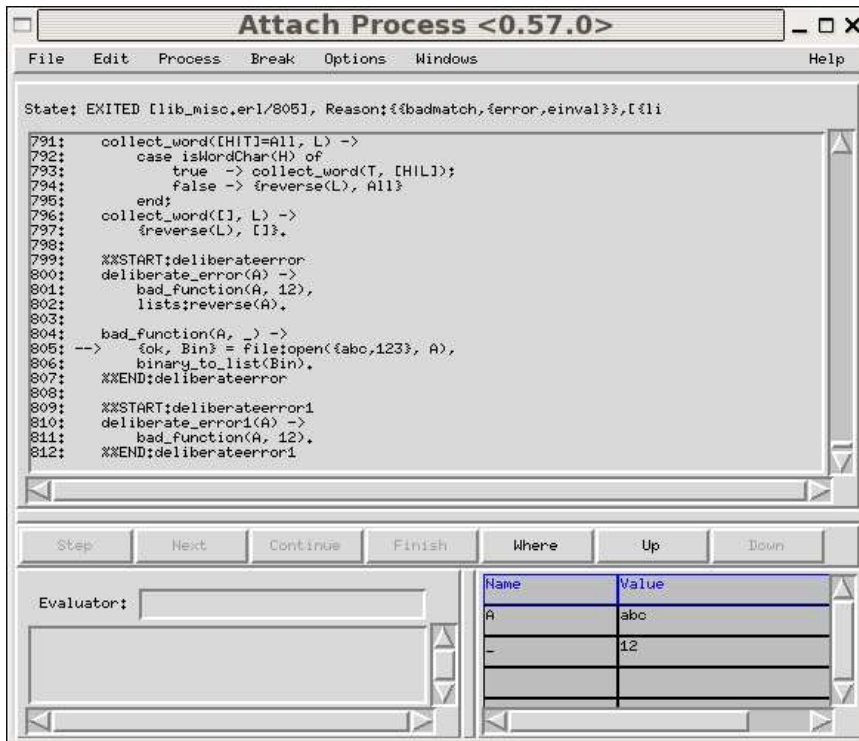 Attach Process <0.57.0>
File Edit Process Break Options Windows Help
State: EXITED [lib_misc.erl/805], Reason:{{badmatch,{error,einval}},[{li
791: collect_word([H|T]=All, L) ->
792: case isWordChar(H) of
793: true -> collect_word(T, [H|L]);
794: false -> {reverse(L), All}
795: end;
796: collect_word([], L) ->
797: {reverse(L), []}.
798:
799: %%START:deliberateerror
800: deliberate_error(A) ->
801: bad_function(A, 12),
802: lists:reverse(A).
803:
804: bad_function(A, _) ->
805: --> {ok, Bin} = file:open({abc,123}, A),
806: binary_to_list(Bin).
807: %%END:deliberateerror
808:
809: %%START:deliberateerror1
810: deliberate_error1(A) ->
811: bad_function(A, 12).
812: %%END:deliberateerror1
Step Next Continue Finish Where Up Down
Evaluator:
Name Value
A abc
_ 12